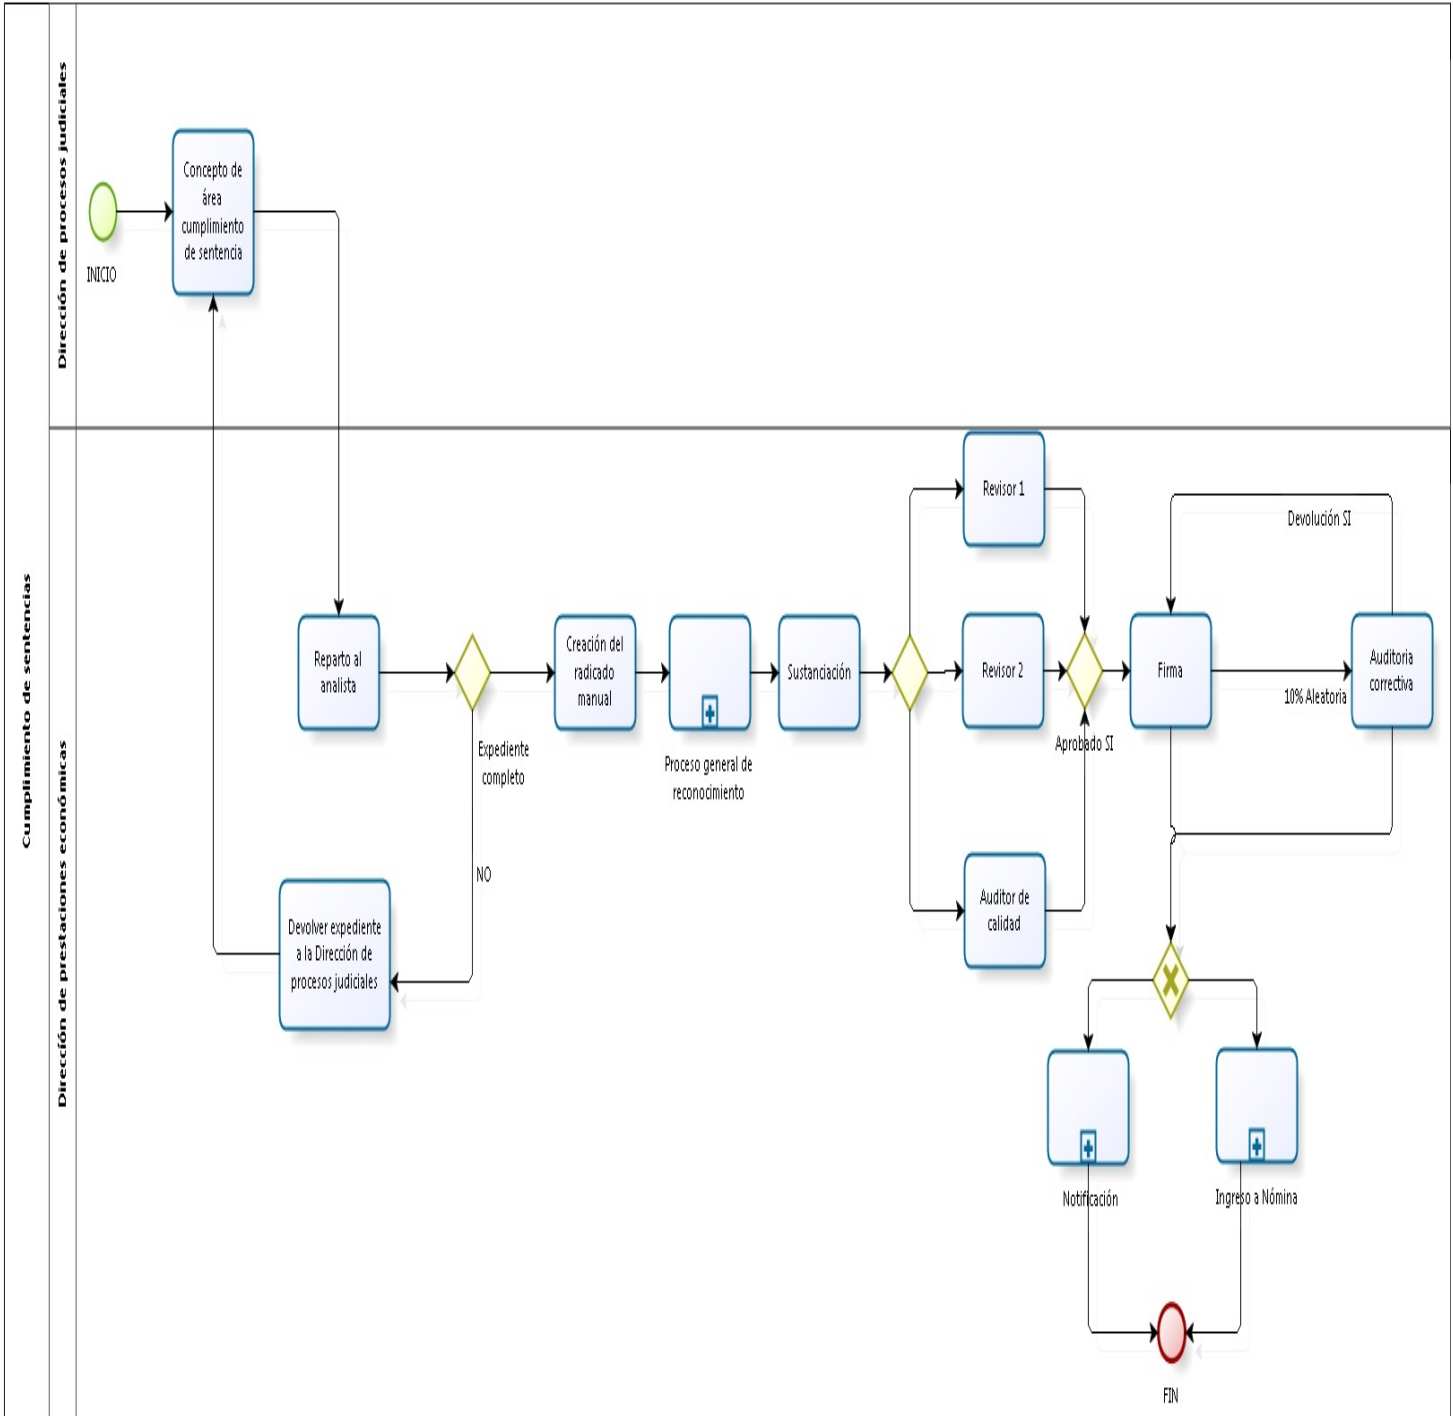 Cumplimiento de sentencias
Dirección de procesos judiciales
INICIO
Concepto de
área
cumplimiento
de sentencia
Dirección de prestaciones económicas
Reparto al
analista
Expediente
completo
NO
Devolver expediente
a la Dirección de
procesos judiciales
Creación del
radicado
manual
Proceso general de
reconocimiento
Sustanciación
Revisor 1
Revisor 2
Auditor de
calidad
Aprobado SI
Firma
Devolución SI
10% Aleatoria
Auditoria
correctiva
Notificación
Ingreso a Nómina
FIN